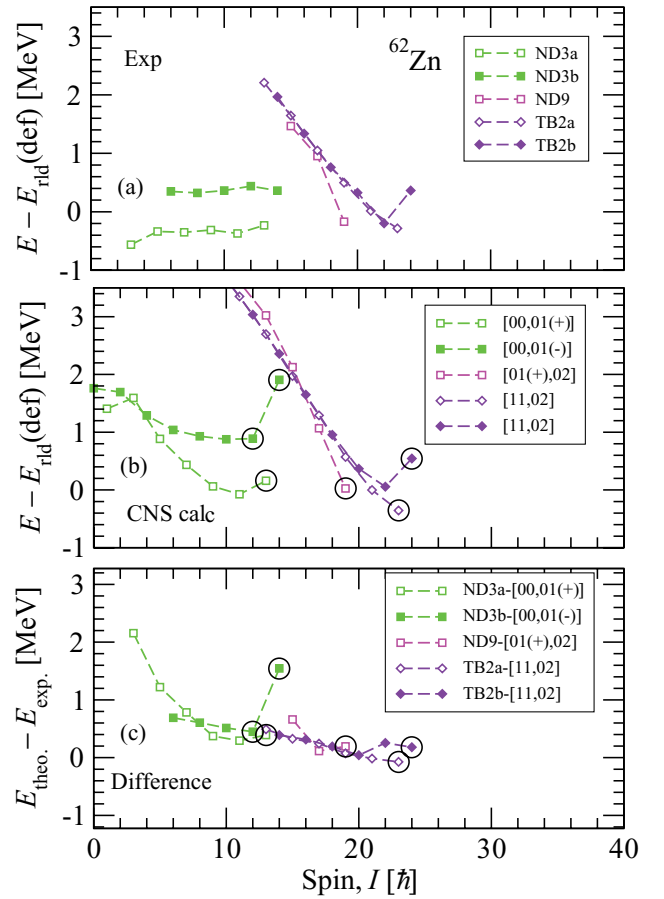 Exp
62Zn
ND3a
ND3b
ND9
TB2a
TB2b
E − Erld(def) [MeV]
3
2
1
0
-1
(a)
[00,01(+)]
[00,01(-)]
[01(+),02]
[11,02]
[11,02]
E − Erld(def) [MeV]
3
2
1
0
-1
(b)
CNS calc
ND3a-[00,01(+)]
ND3b-[00,01(-)]
ND9-[01(+),02]
TB2a-[11,02]
TB2b-[11,02]
Etheo. − Eexp. [MeV]
3
2
1
0
-1
(c)
Difference
0 10 20 30 40
Spin, I [ħ]